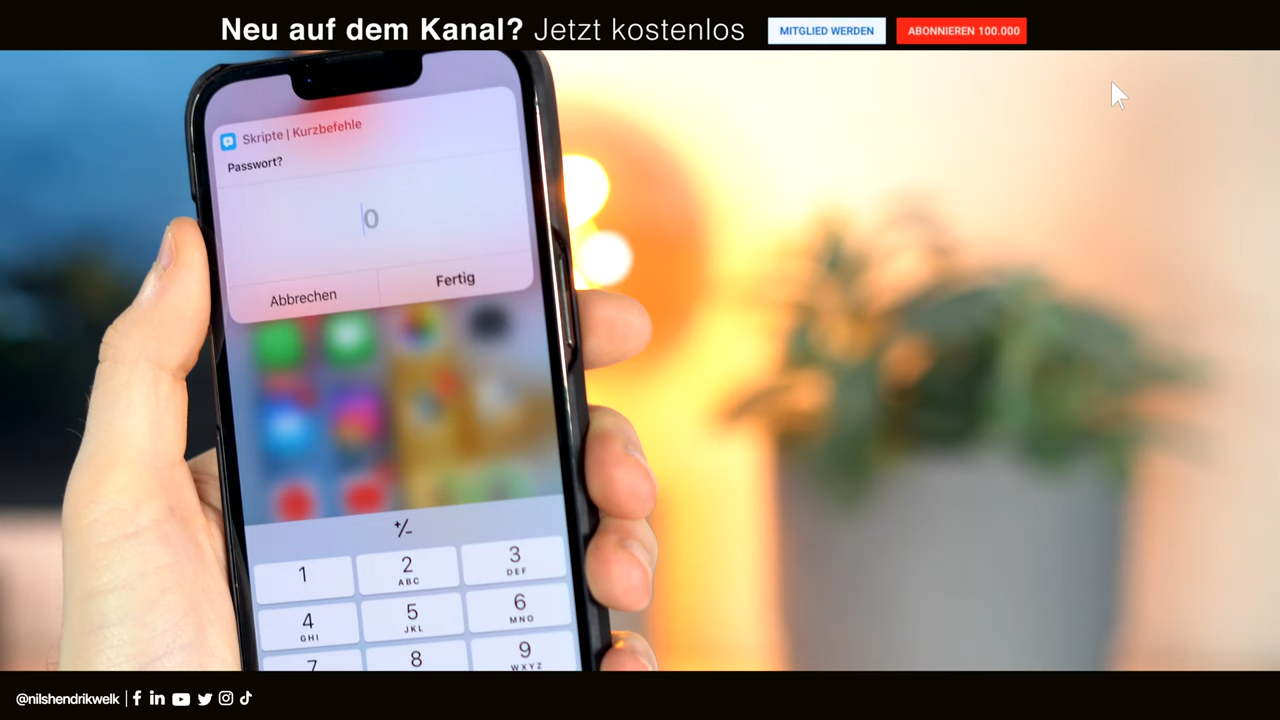 Neu auf dem Kanal? Jetzt kostenlos
MITGLIED WERDEN
ABONNIEREN 100.000
Skripte | Kurzbefehle
Passwort?
0
Abbrechen
Fertig
+/-
1
2
ABC
3
DEF
4
GHI
5
JKL
6
MNO
7
8
9
WXYZ
@nilshendrikwelk